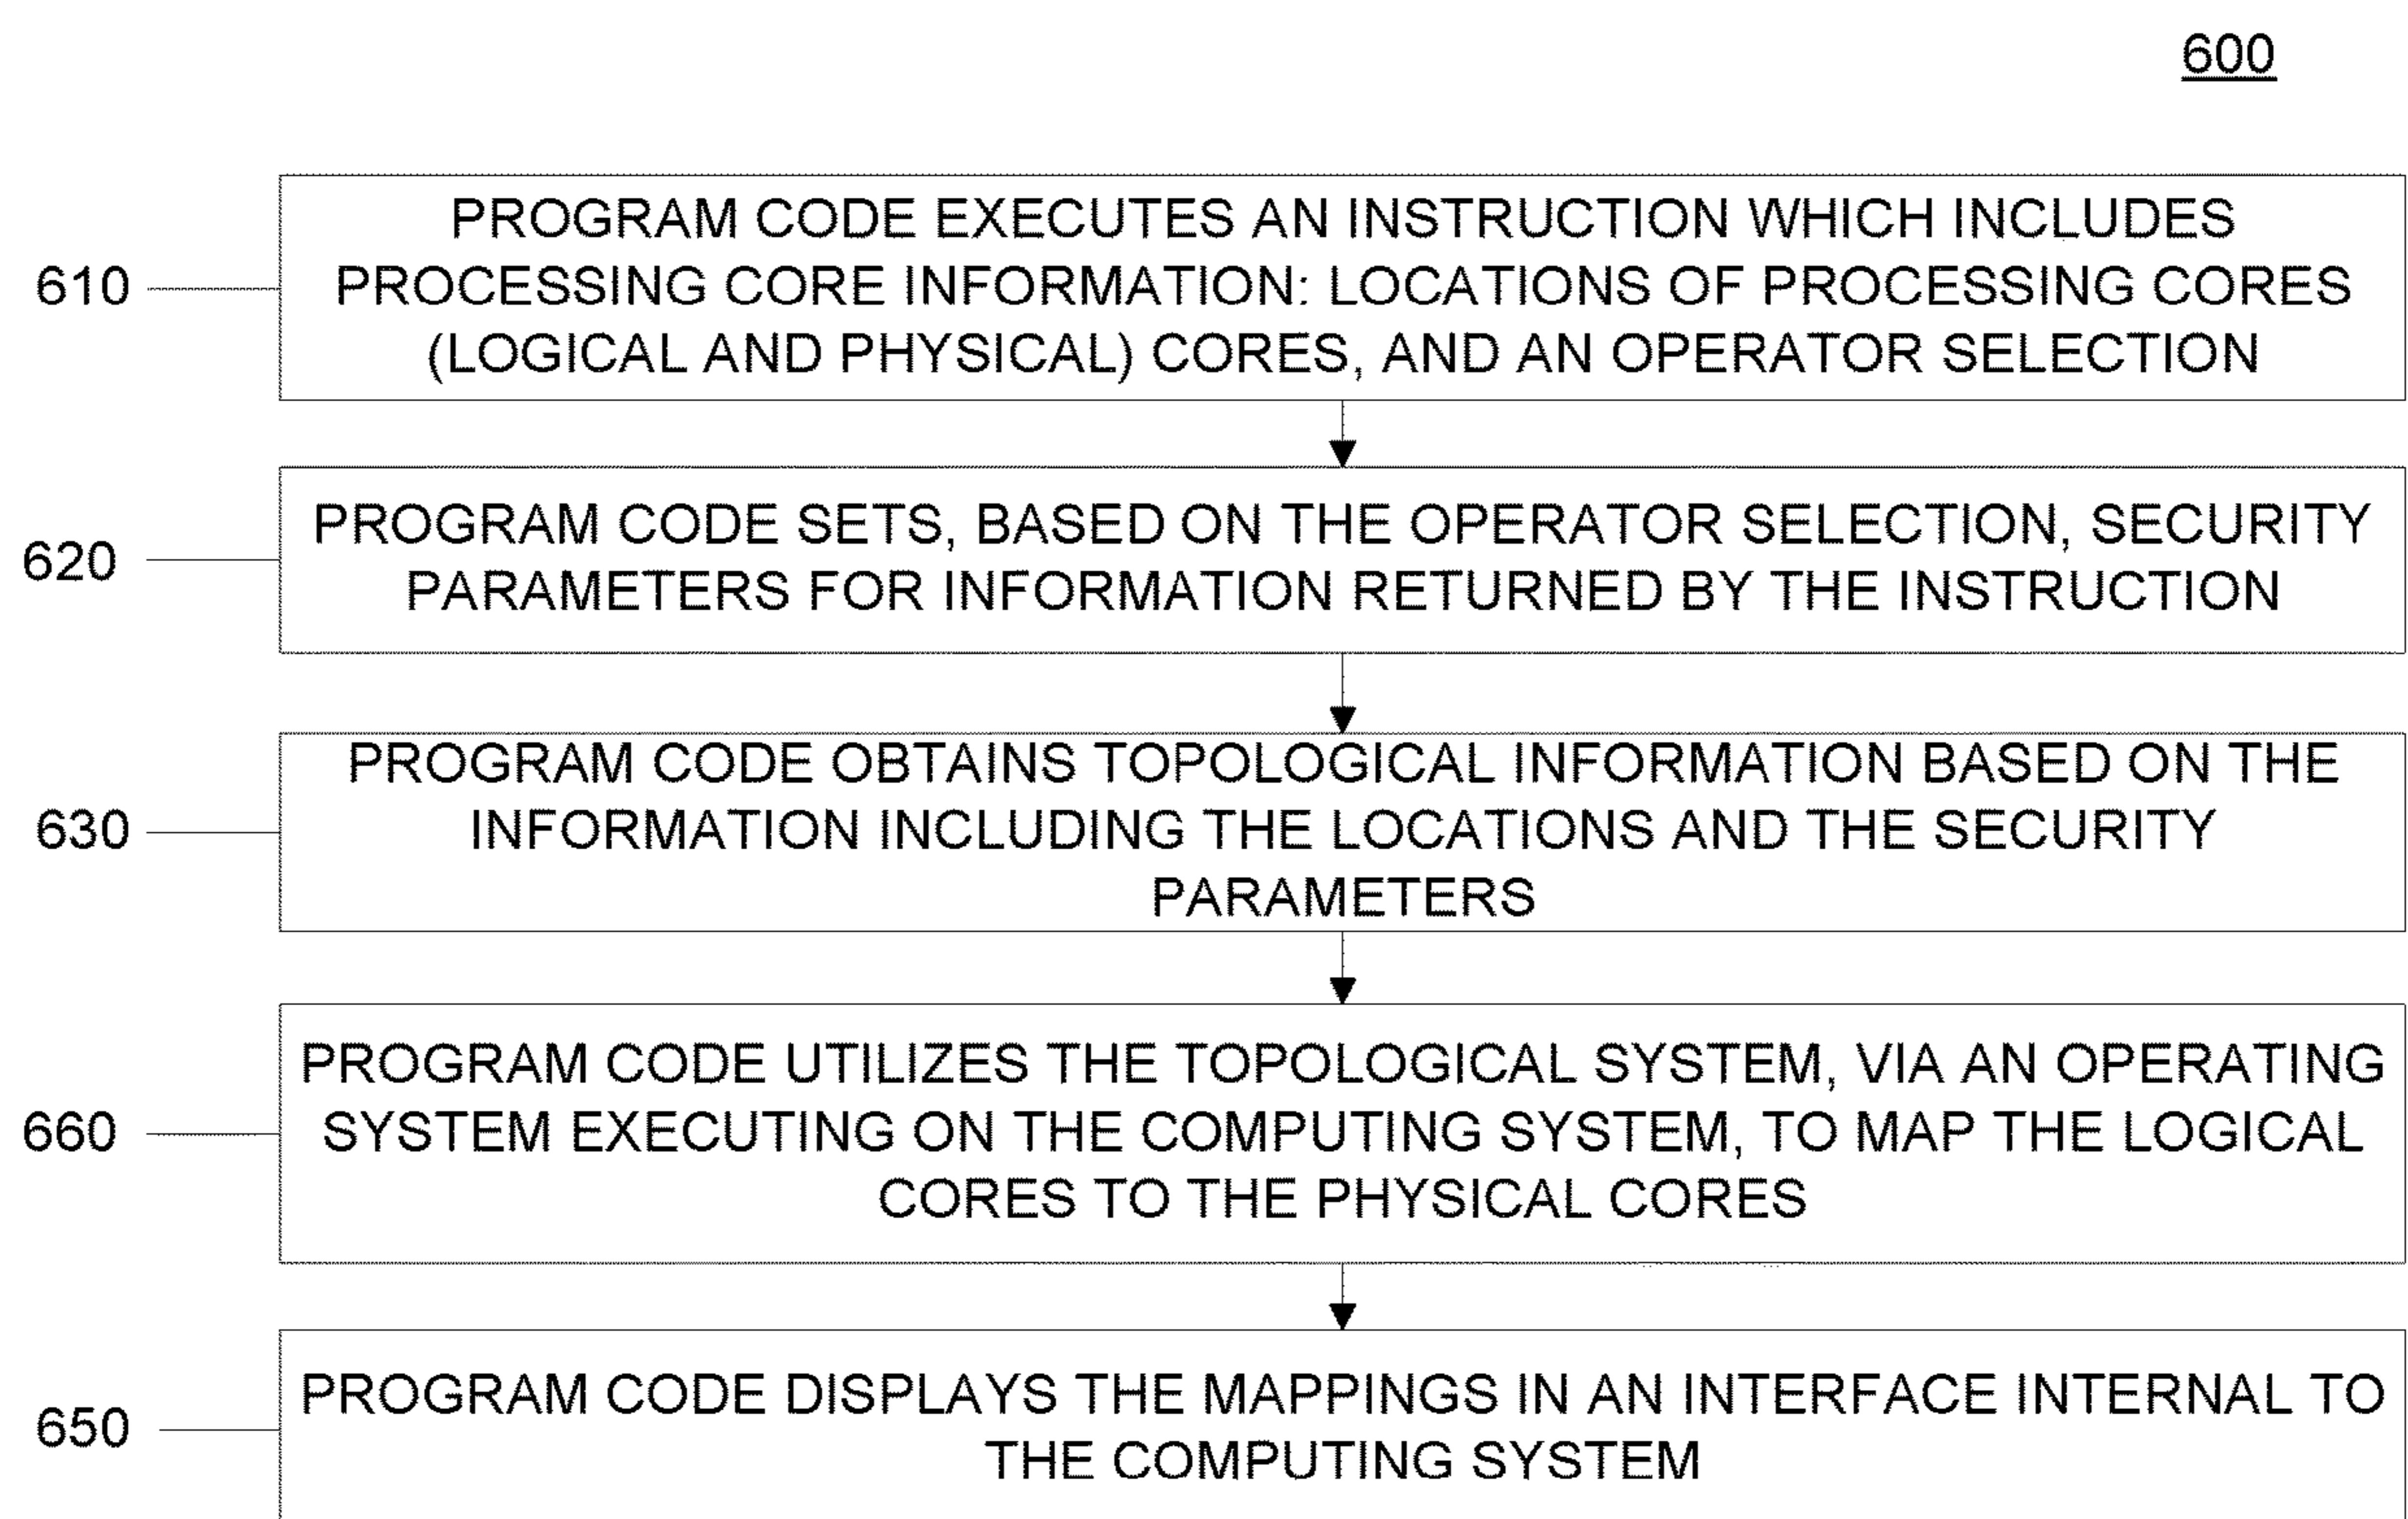 600
610
PROGRAM CODE EXECUTES AN INSTRUCTION WHICH INCLUDES
PROCESSING CORE INFORMATION: LOCATIONS OF PROCESSING CORES
(LOGICAL AND PHYSICAL) CORES, AND AN OPERATOR SELECTION
620
PROGRAM CODE SETS, BASED ON THE OPERATOR SELECTION, SECURITY
PARAMETERS FOR INFORMATION RETURNED BY THE INSTRUCTION
630
PROGRAM CODE OBTAINS TOPOLOGICAL INFORMATION BASED ON THE
INFORMATION INCLUDING THE LOCATIONS AND THE SECURITY
PARAMETERS
660
PROGRAM CODE UTILIZES THE TOPOLOGICAL SYSTEM, VIA AN OPERATING
SYSTEM EXECUTING ON THE COMPUTING SYSTEM, TO MAP THE LOGICAL
CORES TO THE PHYSICAL CORES
650
PROGRAM CODE DISPLAYS THE MAPPINGS IN AN INTERFACE INTERNAL TO
THE COMPUTING SYSTEM